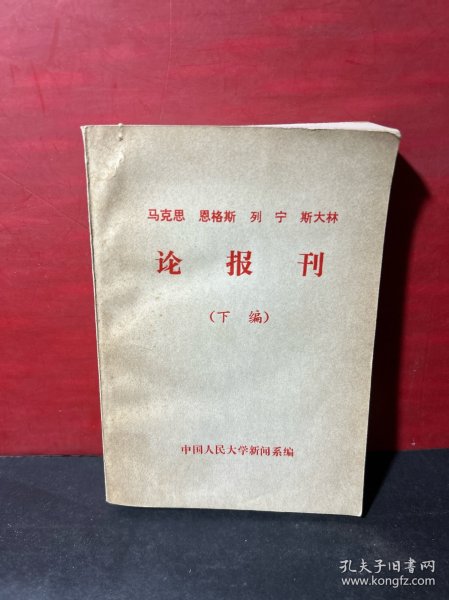 马克思 恩格斯 列 宁 斯大林
论 报 刊
（下 编）
中国人民大学新闻系编
孔夫子旧书网
www.kongfz.com